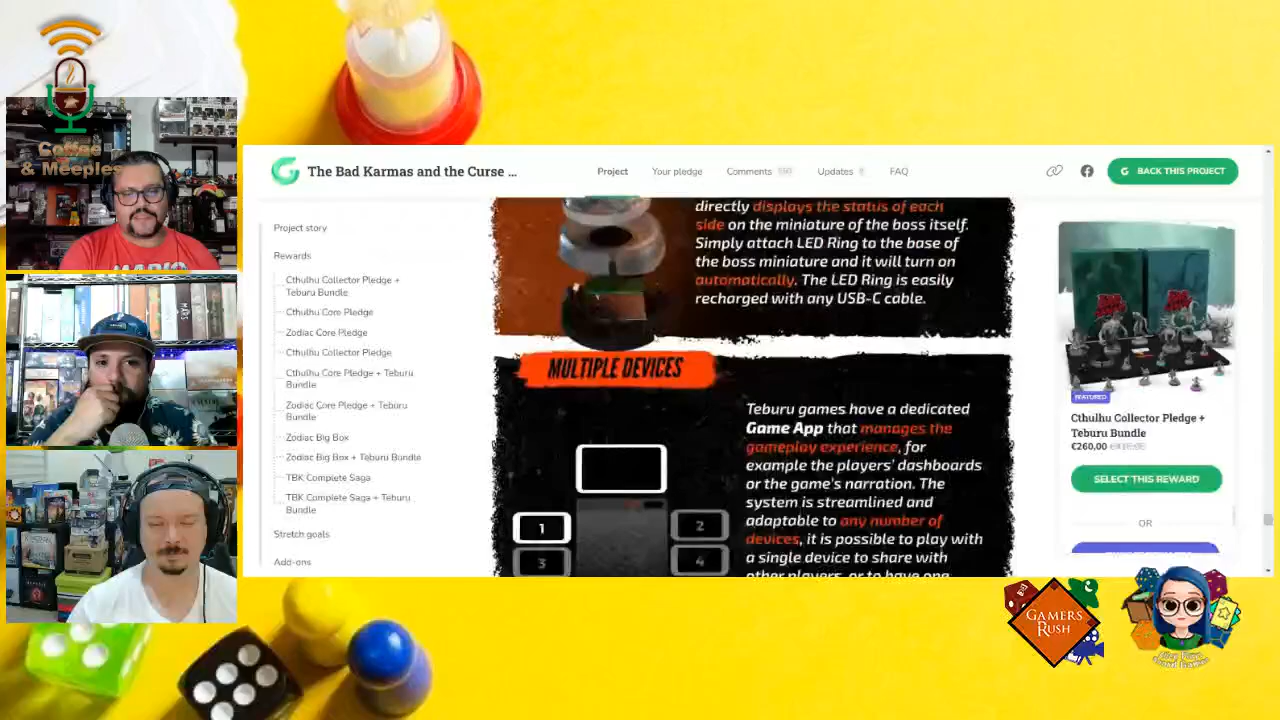 Coffee
& Meeples
The Bad Karmas and the Curse ...
Project
Your pledge
Comments
Updates
FAQ
BACK THIS PROJECT
Project story
Rewards
Cthulhu Collector Pledge +
Teburu Bundle
Cthulhu Core Pledge
Zodiac Core Pledge
Cthulhu Collector Pledge
Cthulhu Core Pledge + Teburu
Bundle
Zodiac Core Pledge + Teburu
Bundle
Zodiac Big Box
Zodiac Big Box + Teburu Bundle
TBK Complete Saga
TBK Complete Saga + Teburu
Bundle
Stretch goals
Add-ons
directly displays the status of each
side on the miniature of the boss itself.
Simply attach LED Ring to the base of
the boss miniature and it will turn on
automatically. The LED Ring is easily
recharged with any USB-C cable.
MULTIPLE DEVICES
Teburu games have a dedicated
Game App that manages the
gameplay experience, for
example the players' dashboards
or the game's narration. The
system is streamlined and
adaptable to any number of
devices, it is possible to play with
a single device to share with
other players, or to have one
1
2
3
4
FEATURED
Cthulhu Collector Pledge +
Teburu Bundle
€260,00
SELECT THIS REWARD
OR
GAMERS
RUSH